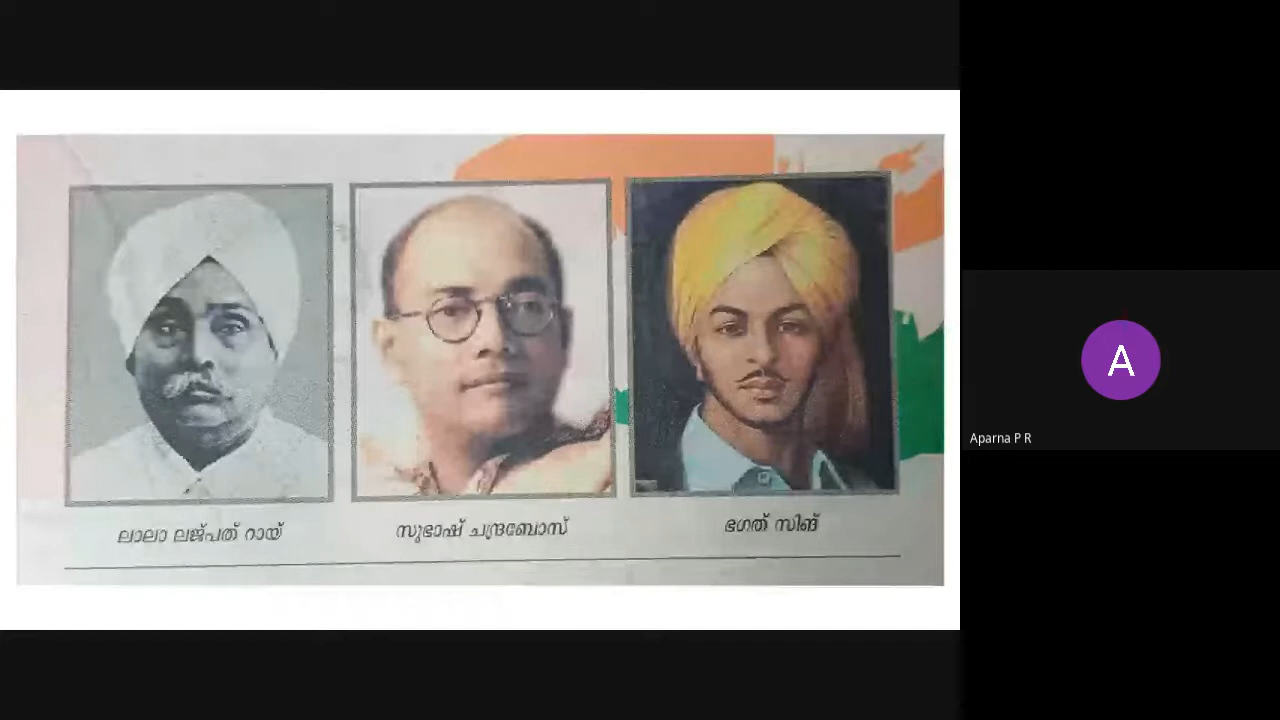 ലാലാ ലജ്പത് റായ്
സുഭാഷ് ചന്ദ്രബോസ്
ഭഗത് സിങ്
Aparna P R
A